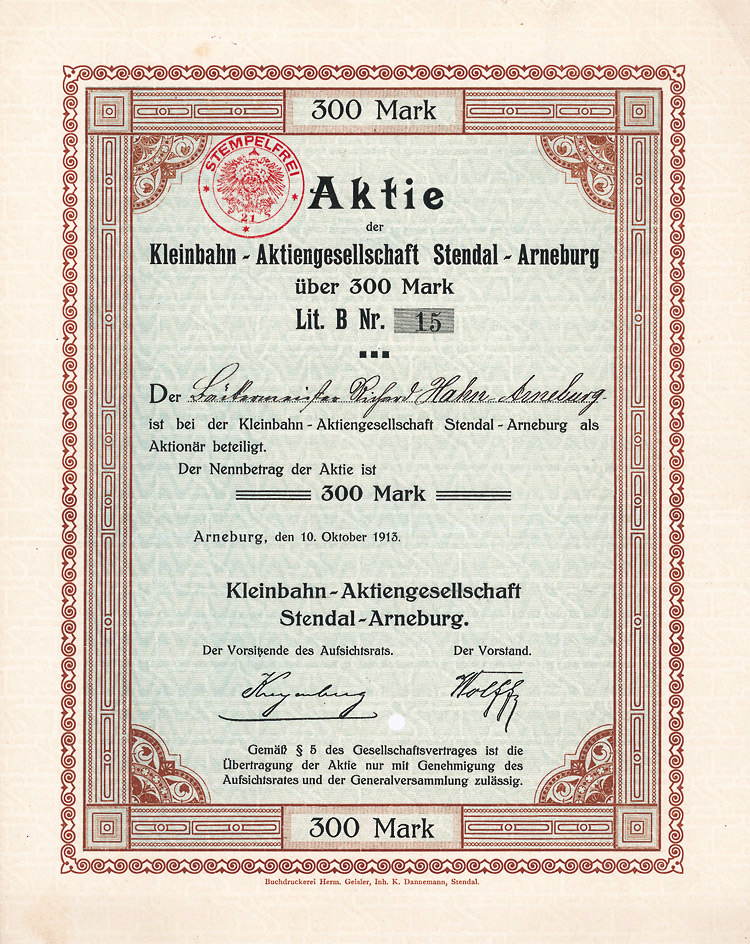 300 Mark
STEMPELFREI
21
Aktie
der
Kleinbahn - Aktiengesellschaft Stendal - Arneburg
über 300 Mark
Lit. B Nr. 15
Der Bäckermeister Richard Hahn-Arneburg-
ist bei der Kleinbahn - Aktiengesellschaft Stendal - Arneburg als
Aktionär beteiligt.
Der Nennbetrag der Aktie ist
300 Mark
Arneburg, den 10. Oktober 1913.
Kleinbahn - Aktiengesellschaft
Stendal - Arneburg.
Der Vorsitzende des Aufsichtsrats. Der Vorstand.
Wolff
Gemäß § 5 des Gesellschaftsvertrages ist die
Übertragung der Aktie nur mit Genehmigung des
Aufsichtsrates und der Generalversammlung zulässig.
300 Mark
Buchdruckerei Herm. Geisler, Inh. K. Dannemann, Stendal.